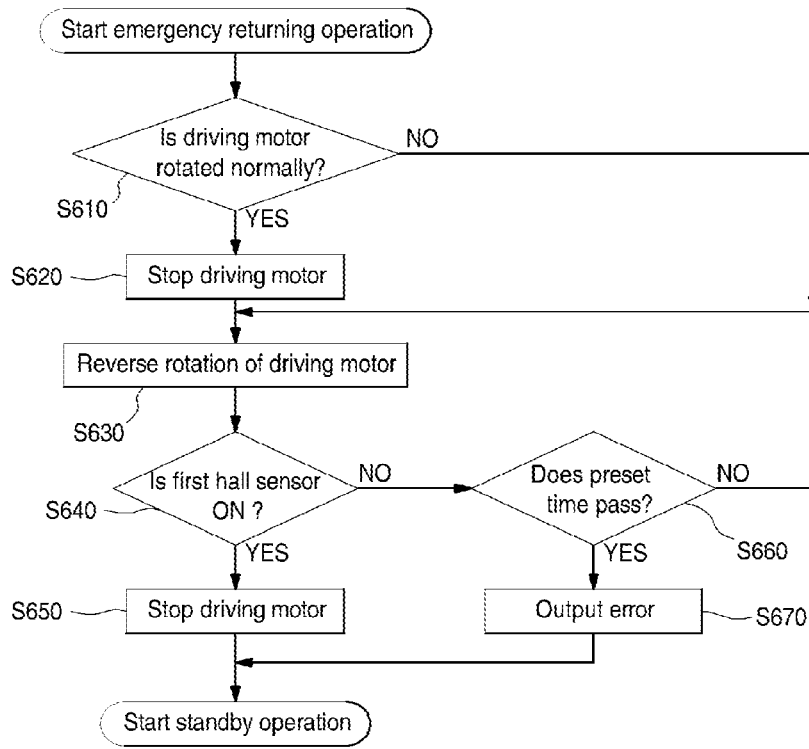 Start emergency returning operation
Is driving motor
rotated normally?
NO
S610
YES
S620
Stop driving motor
Reverse rotation of driving motor
S630
Is first hall sensor
ON ?
NO
S640
YES
Does preset
time pass?
NO
S660
YES
S650
Stop driving motor
Output error
S670
Start standby operation